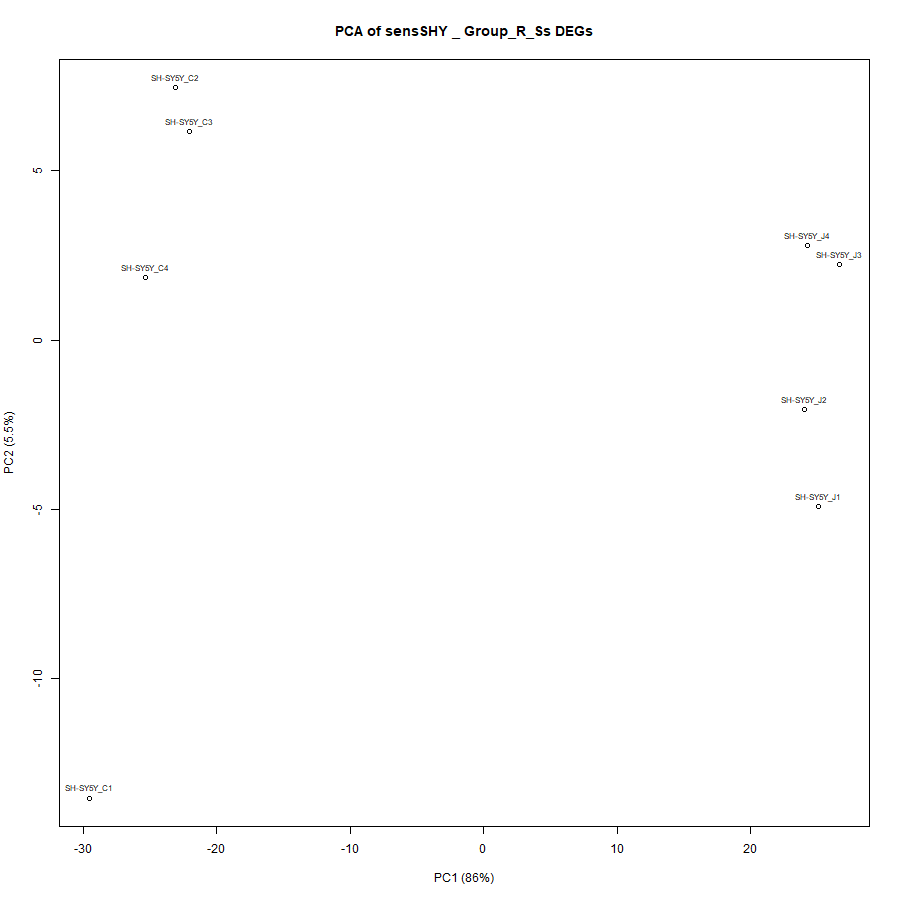 PCA of sensSHY _ Group_R_Ss DEGs
SH-SY5Y_C2
SH-SY5Y_C3
SH-SY5Y_J4
SH-SY5Y_J3
SH-SY5Y_C4
SH-SY5Y_J2
SH-SY5Y_J1
SH-SY5Y_C1
5
0
-5
-10
PC2 (5.5%)
-30 -20 -10 0 10 20
PC1 (86%)